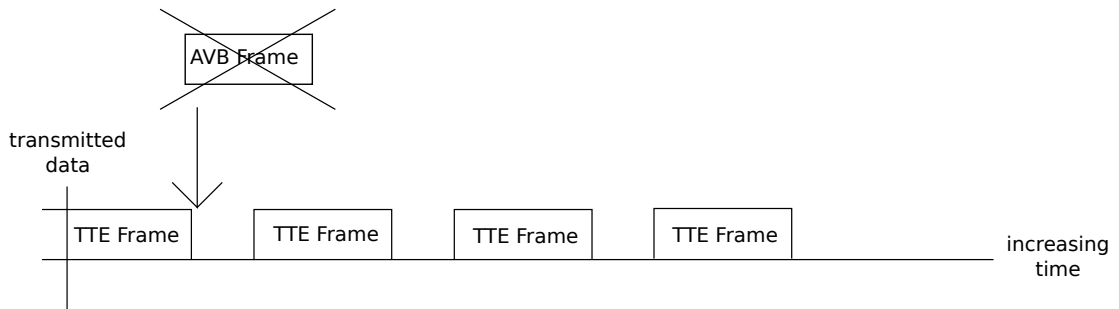 AVB Frame
transmitted
data
TTE Frame
TTE Frame
TTE Frame
TTE Frame
increasing
time